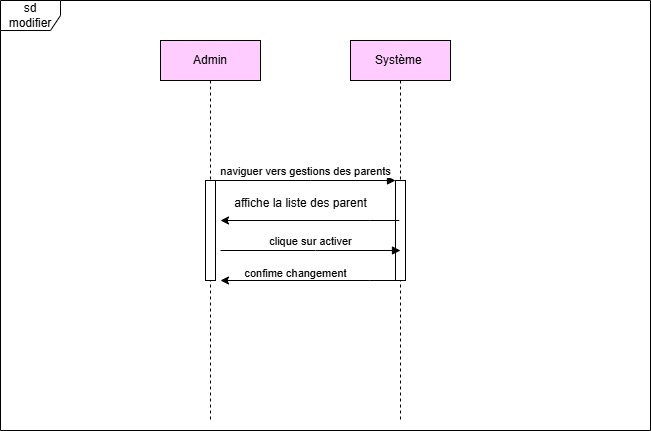 sd
modifier
Admin
Système
naviguer vers gestions des parents
affiche la liste des parent
clique sur activer
confime changement